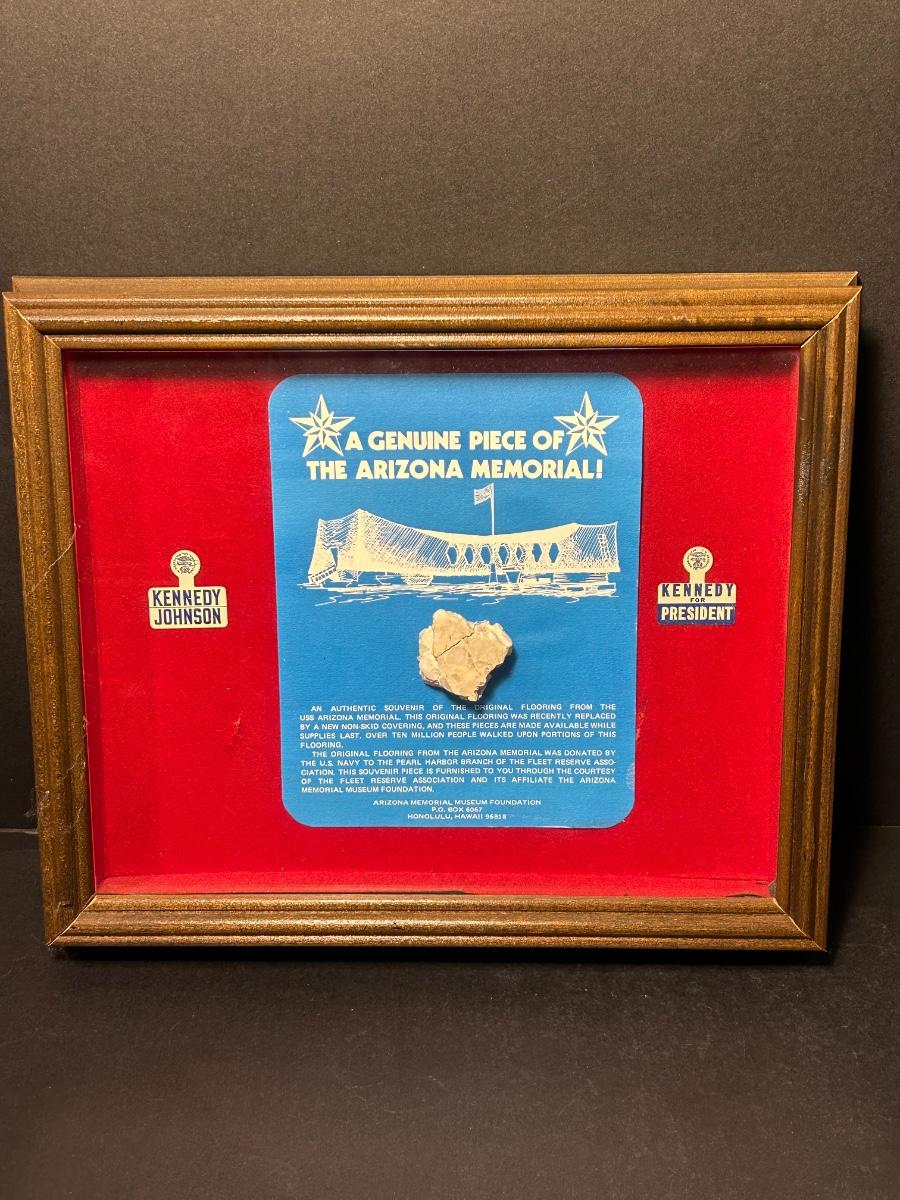 A GENUINE PIECE OF
THE ARIZONA MEMORIAL!
KENNEDY
JOHNSON
KENNEDY
FOR
PRESIDENT
AN AUTHENTIC SOUVENIR OF THE ORIGINAL FLOORING FROM THE
USS ARIZONA MEMORIAL. THIS ORIGINAL FLOORING WAS RECENTLY REPLACED
BY A NEW NON-SKID COVERING, AND THESE PIECES ARE MADE AVAILABLE WHILE
SUPPLIES LAST. OVER TEN MILLION PEOPLE WALKED UPON PORTIONS OF THIS
FLOORING.
THE ORIGINAL FLOORING FROM THE ARIZONA MEMORIAL WAS DONATED BY
THE U.S. NAVY TO THE PEARL HARBOR BRANCH OF THE FLEET RESERVE ASSO-
CIATION. THIS SOUVENIR PIECE IS FURNISHED TO YOU THROUGH THE COURTESY
OF THE FLEET RESERVE ASSOCIATION AND ITS AFFILIATE THE ARIZONA
MEMORIAL MUSEUM FOUNDATION.
ARIZONA MEMORIAL MUSEUM FOUNDATION
P.O. BOX 6067
HONOLULU, HAWAII 96818